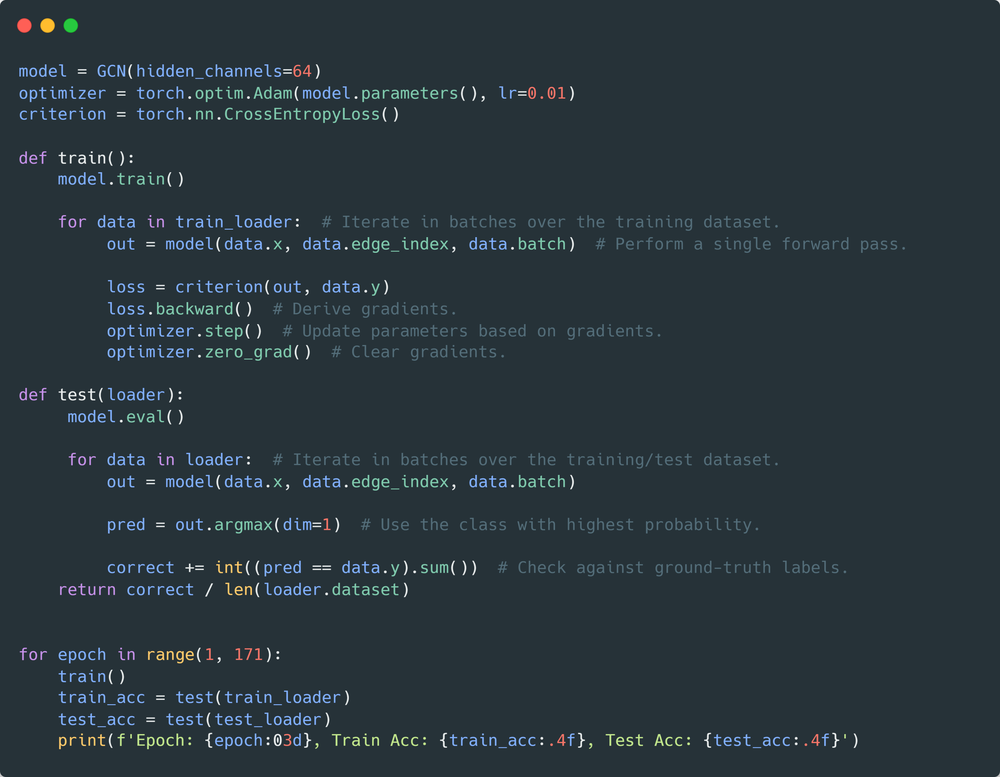 model = GCN(hidden_channels=64)
optimizer = torch.optim.Adam(model.parameters(), lr=0.01)
criterion = torch.nn.CrossEntropyLoss()

def train():
    model.train()

    for data in train_loader:  # Iterate in batches over the training dataset.
         out = model(data.x, data.edge_index, data.batch)  # Perform a single forward pass.

         loss = criterion(out, data.y)
         loss.backward()  # Derive gradients.
         optimizer.step()  # Update parameters based on gradients.
         optimizer.zero_grad()  # Clear gradients.

def test(loader):
     model.eval()

     for data in loader:  # Iterate in batches over the training/test dataset.
         out = model(data.x, data.edge_index, data.batch)

         pred = out.argmax(dim=1)  # Use the class with highest probability.

         correct += int((pred == data.y).sum())  # Check against ground-truth labels.
    return correct / len(loader.dataset)


for epoch in range(1, 171):
    train()
    train_acc = test(train_loader)
    test_acc = test(test_loader)
    print(f'Epoch: {epoch:03d}, Train Acc: {train_acc:.4f}, Test Acc: {test_acc:.4f}')